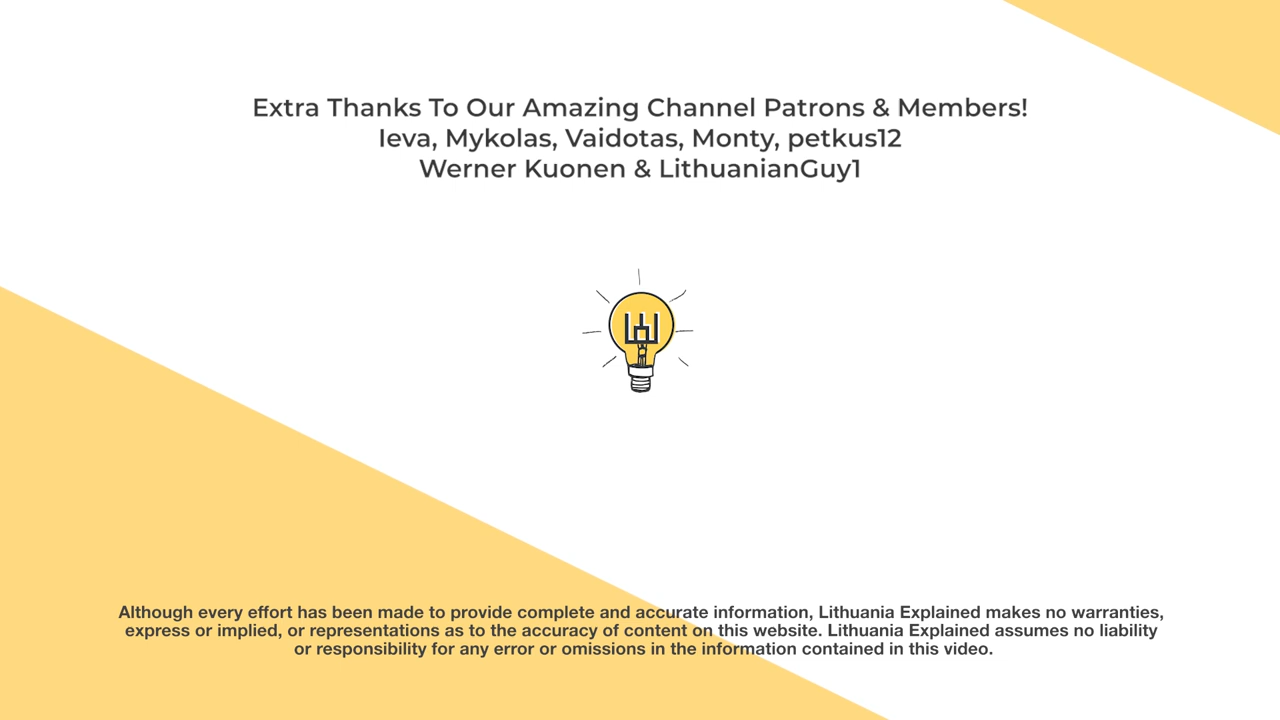 Extra Thanks To Our Amazing Channel Patrons & Members!
Ieva, Mykolas, Vaidotas, Monty, petkus12
Werner Kuonen & LithuanianGuy1
Although every effort has been made to provide complete and accurate information, Lithuania Explained makes no warranties,
express or implied, or representations as to the accuracy of content on this website. Lithuania Explained assumes no liability
or responsibility for any error or omissions in the information contained in this video.